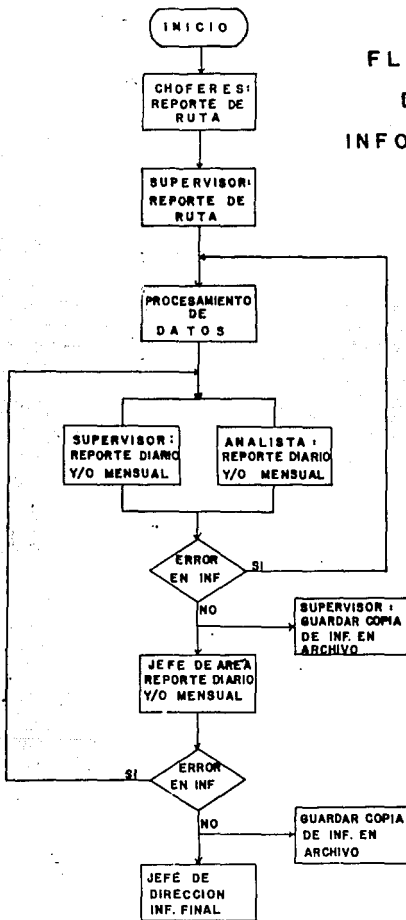 INICIO
FL
D
INFO
CHOFERES:
REPORTE DE
RUTA
SUPERVISOR:
REPORTE DE
RUTA
PROCESAMIENTO
DE
DATOS
SUPERVISOR:
REPORTE DIARIO
Y/O MENSUAL
ANALISTA:
REPORTE DIARIO
Y/O MENSUAL
ERROR
EN INF
SI
NO
SUPERVISOR:
GUARDAR COPIA
DE INF. EN
ARCHIVO
JEFE DE AREA
REPORTE DIARIO
Y/O MENSUAL
ERROR
EN INF
SI
NO
GUARDAR COPIA
DE INF. EN
ARCHIVO
JEFE DE
DIRECCION
INF. FINAL